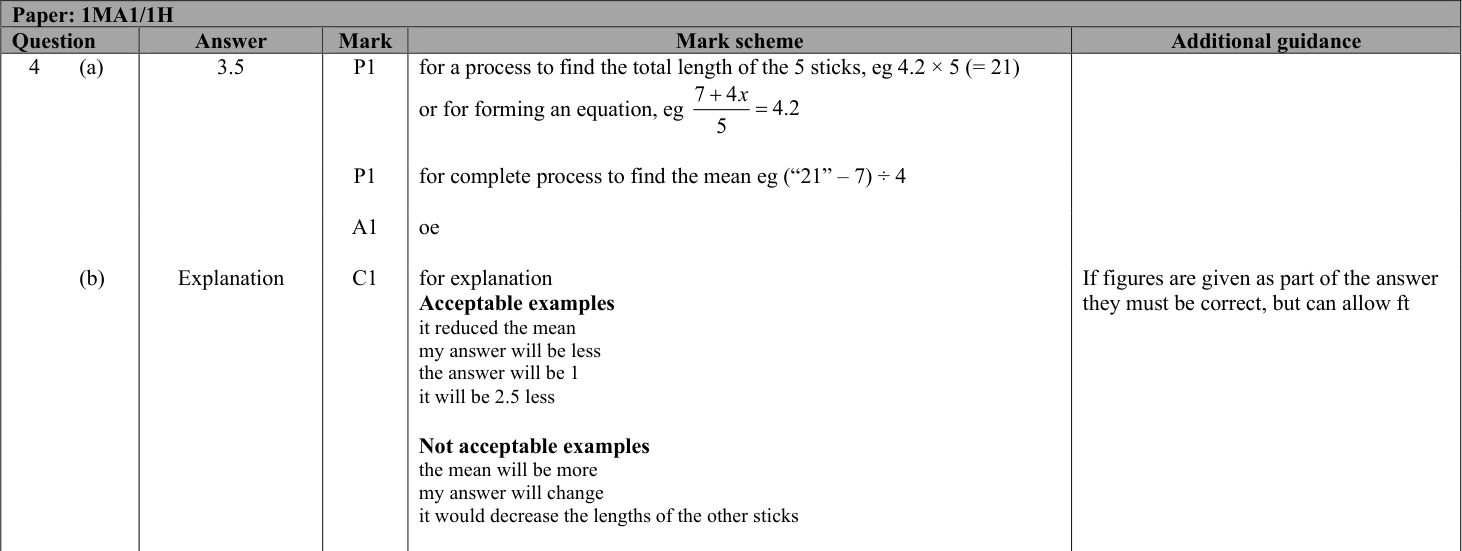 Paper: 1MA1/1H
Question Answer Mark Mark scheme Additional guidance
4 (a) 3.5 P1 for a process to find the total length of the 5 sticks, eg 4.2 × 5 (= 21)
or for forming an equation, eg (7 + 4x)/5 = 4.2
P1 for complete process to find the mean eg (“21” – 7) ÷ 4
A1 oe
(b) Explanation C1 for explanation If figures are given as part of the answer
Acceptable examples they must be correct, but can allow ft
it reduced the mean
my answer will be less
the answer will be 1
it will be 2.5 less
Not acceptable examples
the mean will be more
my answer will change
it would decrease the lengths of the other sticks